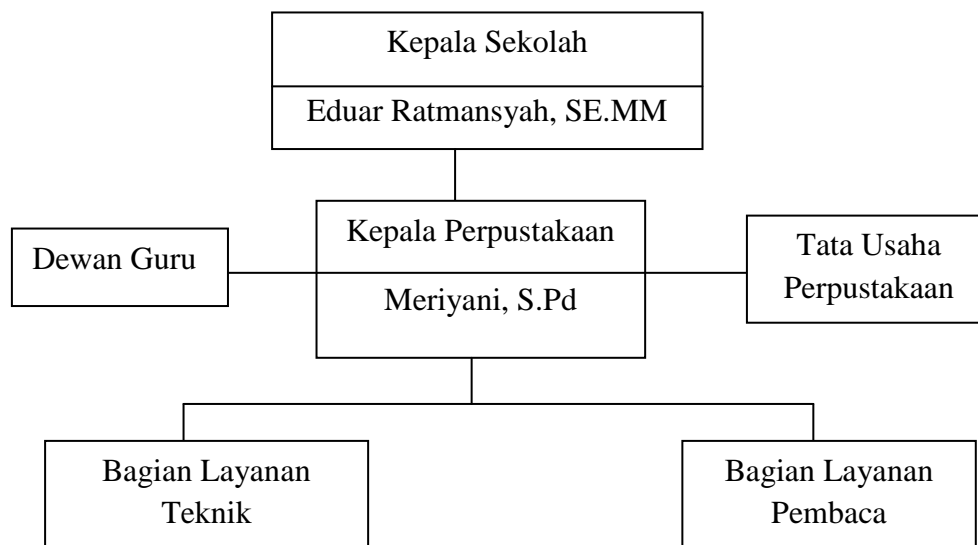 Kepala Sekolah
Eduar Ratmansyah, SE.MM
Kepala Perpustakaan
Meriyani, S.Pd
Dewan Guru
Tata Usaha
Perpustakaan
Bagian Layanan
Teknik
Bagian Layanan
Pembaca